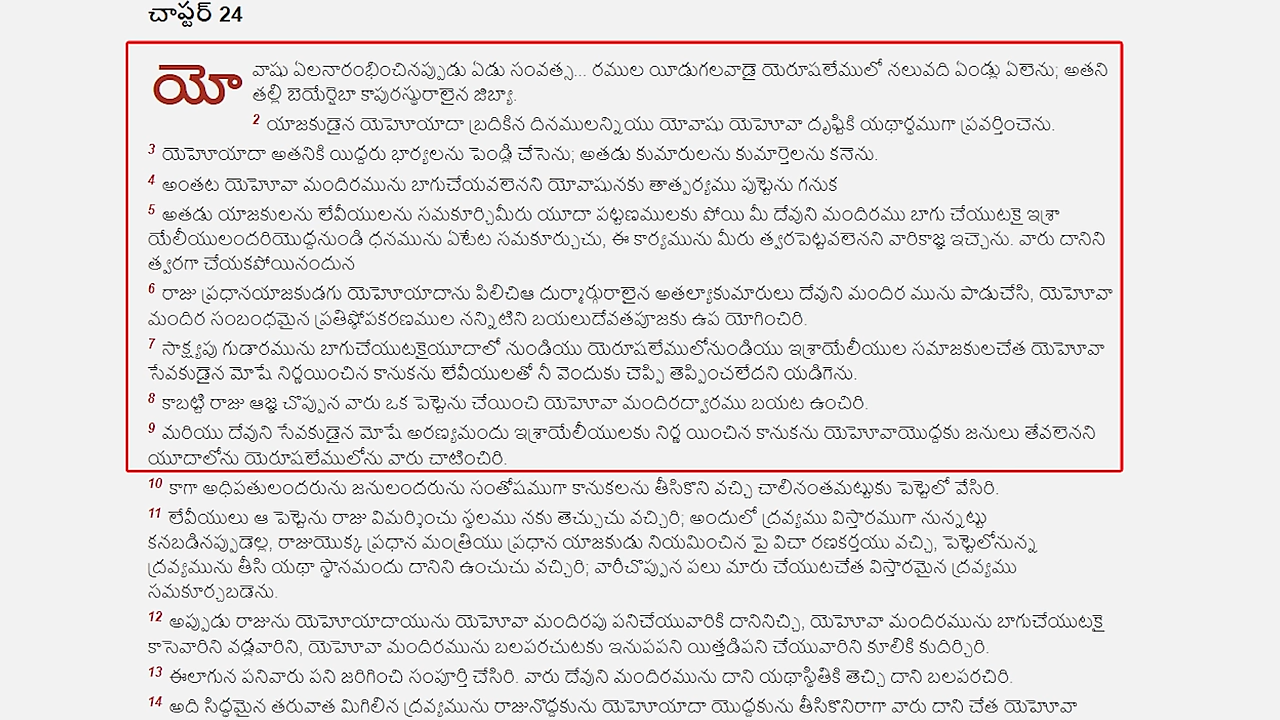 చాప్టర్ 24
యోవాషు ఏలనారంభించినప్పుడు ఏడు సంవత్స... రముల యీడుగలవాడై యెరూషలేములో నలువది ఏండ్లు ఏలెను; అతని
తల్లి బెయేర్షెబా కాపురస్థురాలైన జిబ్యా.
2 యాజకుడైన యెహోయాదా బ్రదికిన దినములన్నియు యోవాషు యెహోవా దృష్టికి యథార్థముగా ప్రవర్తించెను.
3 యెహోయాదా అతనికి యిద్దరు భార్యలను పెండ్లి చేసెను; అతడు కుమారులను కుమార్తెలను కనెను.
4 అంతట యెహోవా మందిరమును బాగుచేయవలెనని యోవాషునకు తాత్పర్యము పుట్టెను గనుక
5 అతడు యాజకులను లేవీయులను సమకూర్చిమీరు యూదా పట్టణములకు పోయి మీ దేవుని మందిరము బాగు చేయుటకై ఇశ్రా
యేలీయులందరియొద్దనుండి ధనమును ఏటేట సమకూర్చుచు, ఈ కార్యమును మీరు త్వరపెట్టవలెనని వారికాజ్ఞ ఇచ్చెను. వారు దానిని
త్వరగా చేయకపోయినందున
6 రాజు ప్రధానయాజకుడగు యెహోయాదాను పిలిచిఆ దుర్మార్గురాలైన అతల్యాకుమారులు దేవుని మందిర మును పాడుచేసి, యెహోవా
మందిర సంబంధమైన ప్రతిష్ఠోపకరణముల నన్నిటిని బయలుదేవతపూజకు ఉప యోగించిరి.
7 సాక్ష్యపు గుడారమును బాగుచేయుటకైయూదాలో నుండియు యెరూషలేములోనుండియు ఇశ్రాయేలీయుల సమాజకులచేత యెహోవా
సేవకుడైన మోషే నిర్ణయించిన కానుకను లేవీయులతో నీ వెందుకు చెప్పి తెప్పించలేదని యడిగెను.
8 కాబట్టి రాజు ఆజ్ఞ చొప్పున వారు ఒక పెట్టెను చేయించి యెహోవా మందిరద్వారము బయట ఉంచిరి.
9 మరియు దేవుని సేవకుడైన మోషే అరణ్యమందు ఇశ్రాయేలీయులకు నిర్ణ యించిన కానుకను యెహోవాయొద్దకు జనులు తేవలెనని
యూదాలోను యెరూషలేములోను వారు చాటించిరి.
10 కాగా అధిపతులందరును జనులందరును సంతోషముగా కానుకలను తీసికొని వచ్చి చాలినంతమట్టుకు పెట్టెలో వేసిరి.
11 లేవీయులు ఆ పెట్టెను రాజు విమర్శించు స్థలము నకు తెచ్చుచు వచ్చిరి; అందులో ద్రవ్యము విస్తారముగా నున్నట్టు
కనబడినప్పుడెల్ల, రాజుయొక్క ప్రధాన మంత్రియు ప్రధాన యాజకుడు నియమించిన పై విచా రణకర్తయు వచ్చి, పెట్టెలోనున్న
ద్రవ్యమును తీసి యథా స్థానమందు దానిని ఉంచుచు వచ్చిరి; వారీచొప్పున పలు మారు చేయుటచేత విస్తారమైన ద్రవ్యము
సమకూర్చబడెను.
12 అప్పుడు రాజును యెహోయాదాయును యెహోవా మందిరపు పనిచేయువారికి దానినిచ్చి, యెహోవా మందిరమును బాగుచేయుటకై
కాసెవారిని వడ్లవారిని, యెహోవా మందిరమును బలపరచుటకు ఇనుపపని యిత్తడిపని చేయువారిని కూలికి కుదిర్చిరి.
13 ఈలాగున పనివారు పని జరిగించి సంపూర్తి చేసిరి. వారు దేవుని మందిరమును దాని యథాస్థితికి తెచ్చి దాని బలపరచిరి.
14 అది సిద్ధమైన తరువాత మిగిలిన ద్రవ్యమును రాజునొద్దకును యెహోయాదా యొద్దకును తీసికొనిరాగా వారు దాని చేత యెహోవా